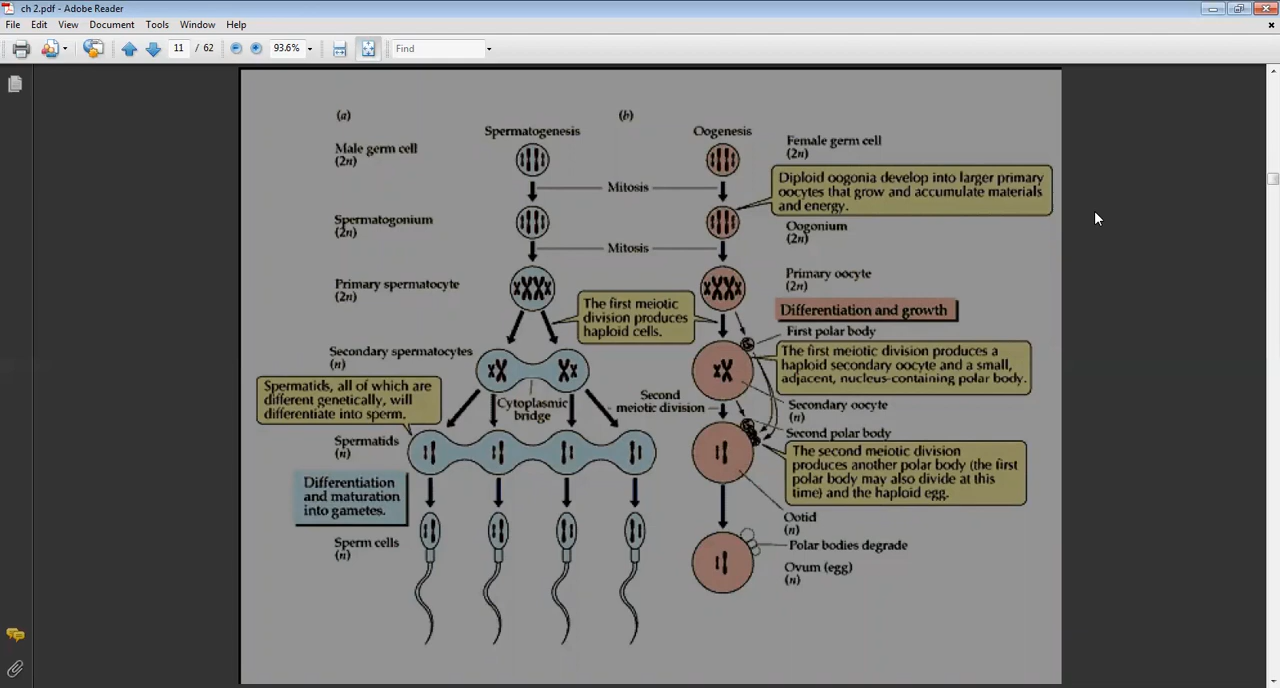 ch 2.pdf - Adobe Reader
File Edit View Document Tools Window Help
11 / 62 93.6% Find
(a) (b)
Spermatogenesis
Oogenesis
Male germ cell
(2n)
Female germ cell
(2n)
Mitosis
Diploid oogonia develop into larger primary
oocytes that grow and accumulate materials
and energy.
Spermatogonium
(2n)
Oogonium
(2n)
Mitosis
Primary spermatocyte
(2n)
Primary oocyte
(2n)
The first meiotic
division produces
haploid cells.
Differentiation and growth
First polar body
Secondary spermatocytes
(n)
The first meiotic division produces a
haploid secondary oocyte and a small,
adjacent, nucleus-containing polar body.
Spermatids, all of which are
different genetically, will
differentiate into sperm.
Cytoplasmic
bridge
Second
meiotic division
Secondary oocyte
(n)
Second polar body
Spermatids
(n)
The second meiotic division
produces another polar body (the first
polar body may also divide at this
time) and the haploid egg.
Differentiation
and maturation
into gametes.
Ootid
(n)
Sperm cells
(n)
Polar bodies degrade
Ovum (egg)
(n)